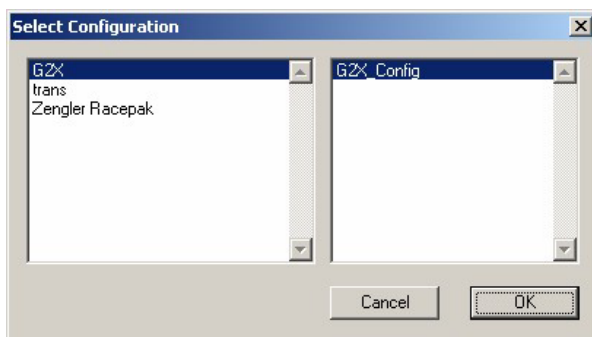 Select Configuration
G2X
trans
Zengler Racepak
G2X_Config
Cancel
OK